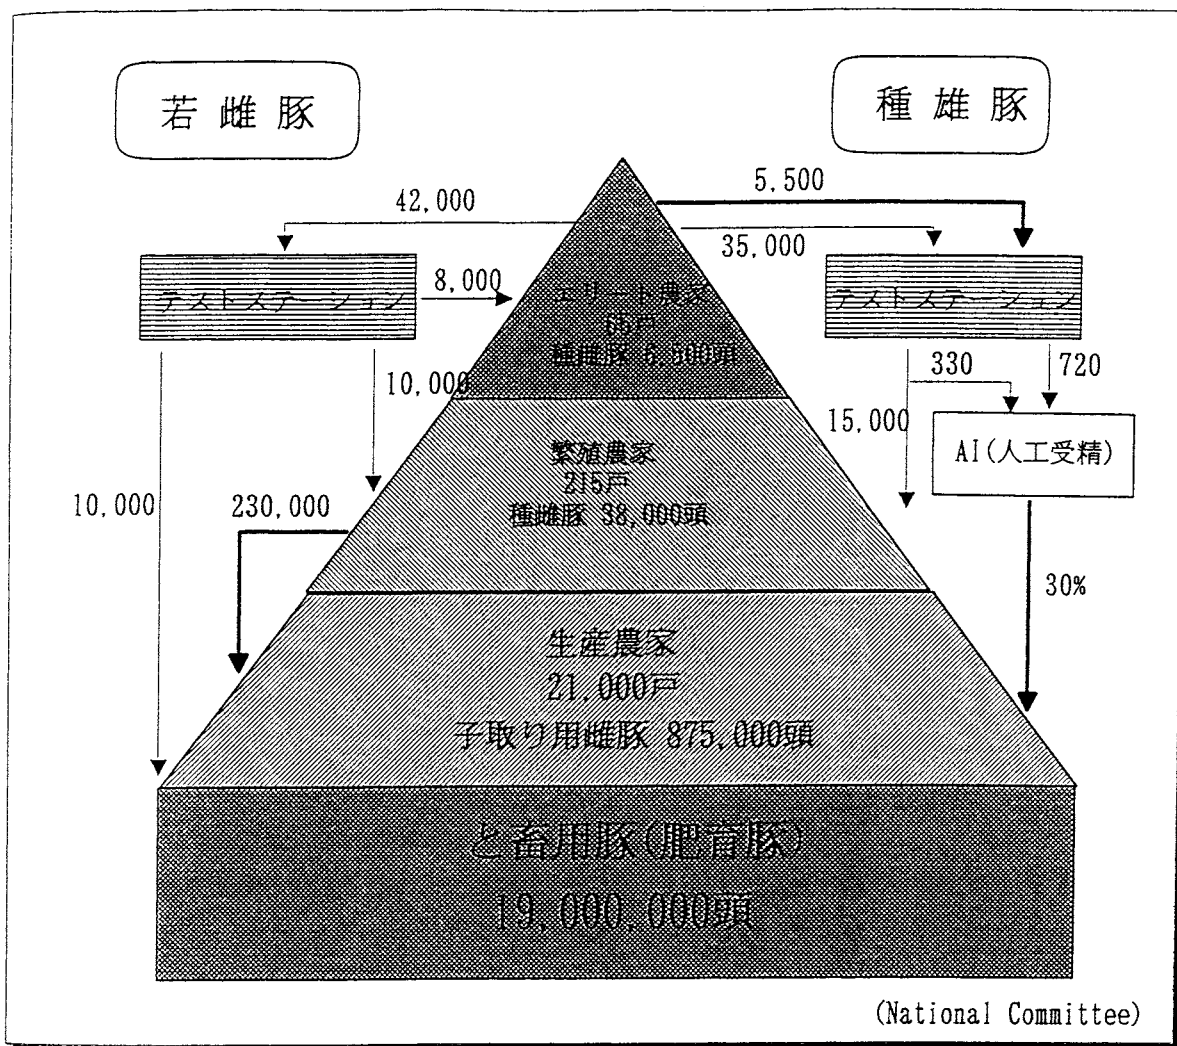 若雌豚
種雄豚
42,000
5,500
35,000
テストステーション
8,000
エリート農家
65戸
種雌豚 6,500頭
テストステーション
10,000
330
720
15,000
AI(人工受精)
繁殖農家
215戸
種雌豚 38,000頭
10,000
230,000
30%
生産農家
21,000戸
子取り用雌豚 875,000頭
と畜用豚(肥育豚)
19,000,000頭
(National Committee)